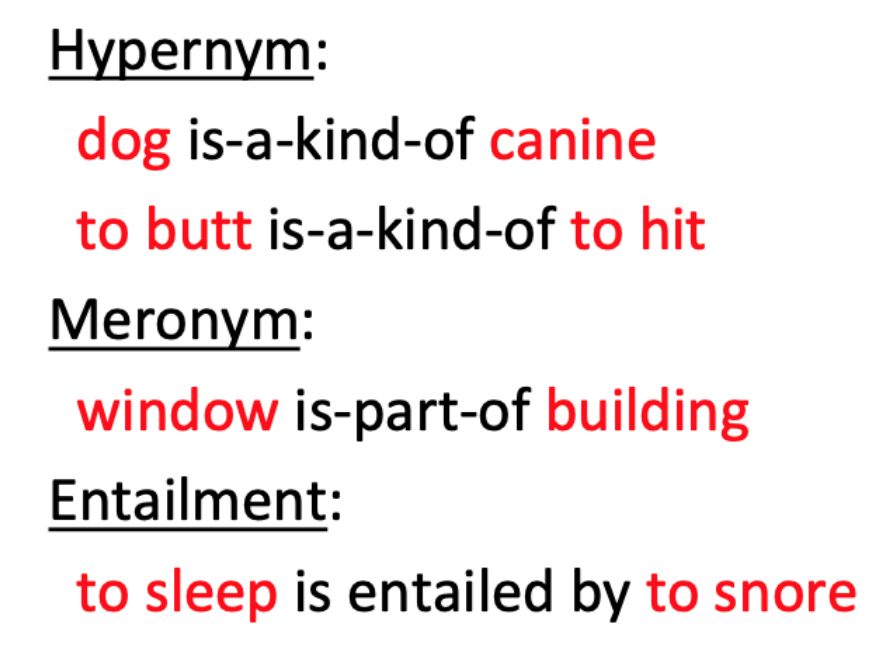 Hypernym:
dog is-a-kind-of canine
to butt is-a-kind-of to hit
Meronym:
window is-part-of building
Entailment:
to sleep is entailed by to snore